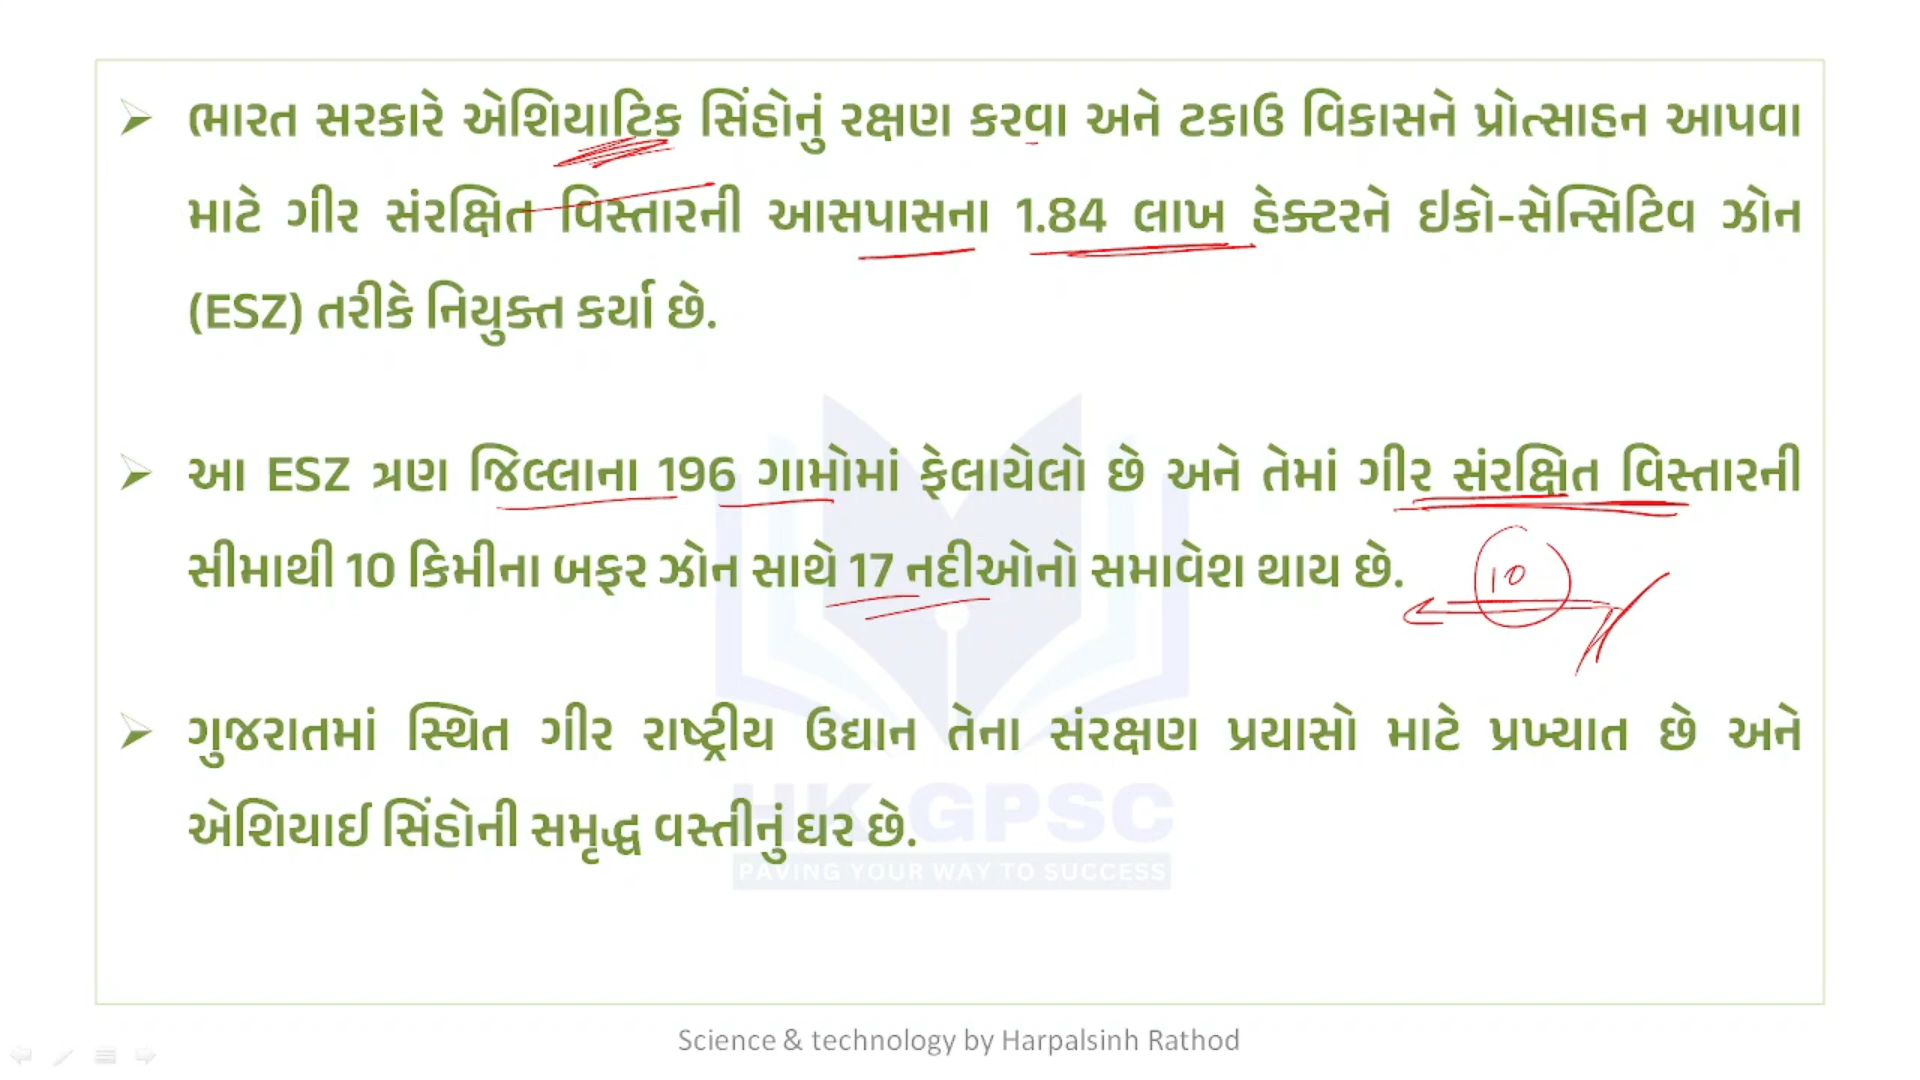 ભારત સરકારે એશિયાટિક સિંહોનું રક્ષણ કરવા અને ટકાઉ વિકાસને પ્રોત્સાહન આપવા
માટે ગીર સંરક્ષિત વિસ્તારની આસપાસના 1.84 લાખ હેક્ટરને ઇકો-સેન્સિટિવ ઝોન
(ESZ) તરીકે નિયુક્ત કર્યા છે.
આ ESZ ત્રણ જિલ્લાના 196 ગામોમાં ફેલાયેલો છે અને તેમાં ગીર સંરક્ષિત વિસ્તારની
સીમાથી 10 કિમીના બફર ઝોન સાથે 17 નદીઓનો સમાવેશ થાય છે.
10
ગુજરાતમાં સ્થિત ગીર રાષ્ટ્રીય ઉદ્યાન તેના સંરક્ષણ પ્રયાસો માટે પ્રખ્યાત છે અને
એશિયાઈ સિંહોની સમૃદ્ધ વસ્તીનું ઘર છે.
HK GPSC
PAVING YOUR WAY TO SUCCESS
Science & technology by Harpalsinh Rathod